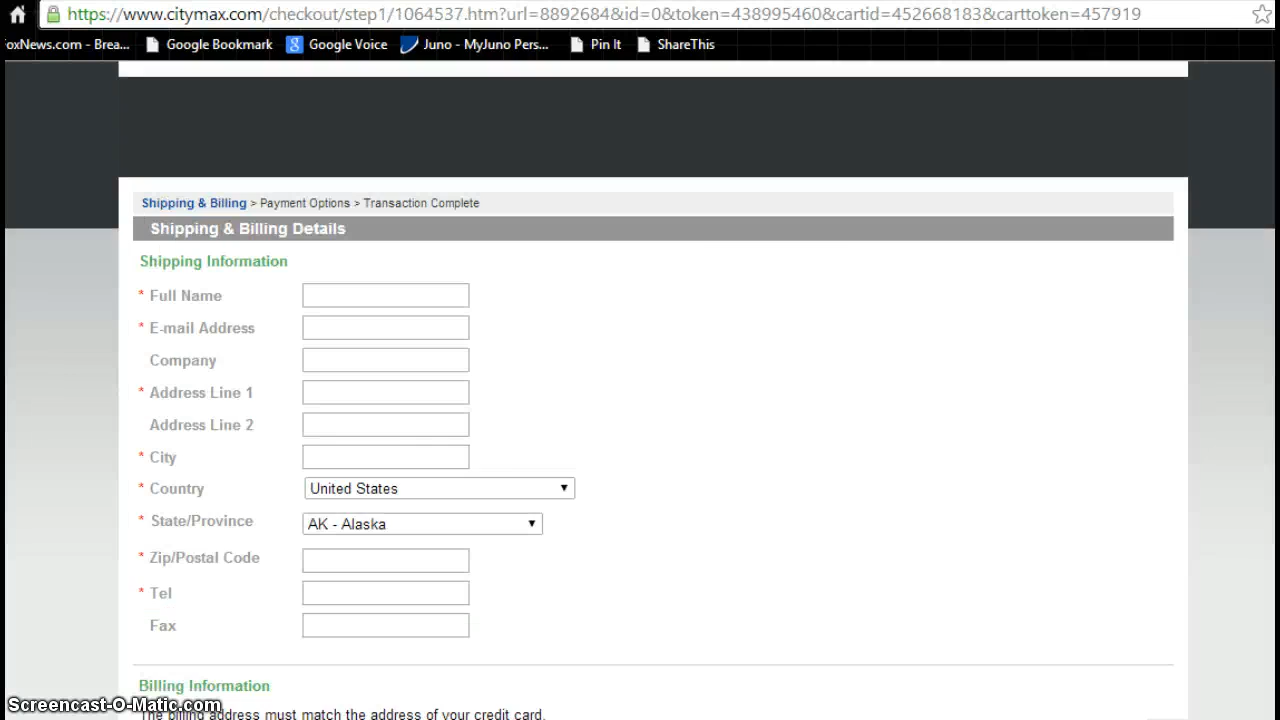 https://www.citymax.com/checkout/step1/1064537.htm?url=8892684&id=0&token=438995460&cartid=452668183&carttoken=457919
oxNews.com - Brea... Google Bookmark Google Voice Juno - MyJuno Pers... Pin It ShareThis
Shipping & Billing > Payment Options > Transaction Complete
Shipping & Billing Details
Shipping Information
* Full Name
* E-mail Address
Company
* Address Line 1
Address Line 2
* City
* Country United States
* State/Province AK - Alaska
* Zip/Postal Code
* Tel
Fax
Billing Information
The billing address must match the address of your credit card.
Screencast-O-Matic.com